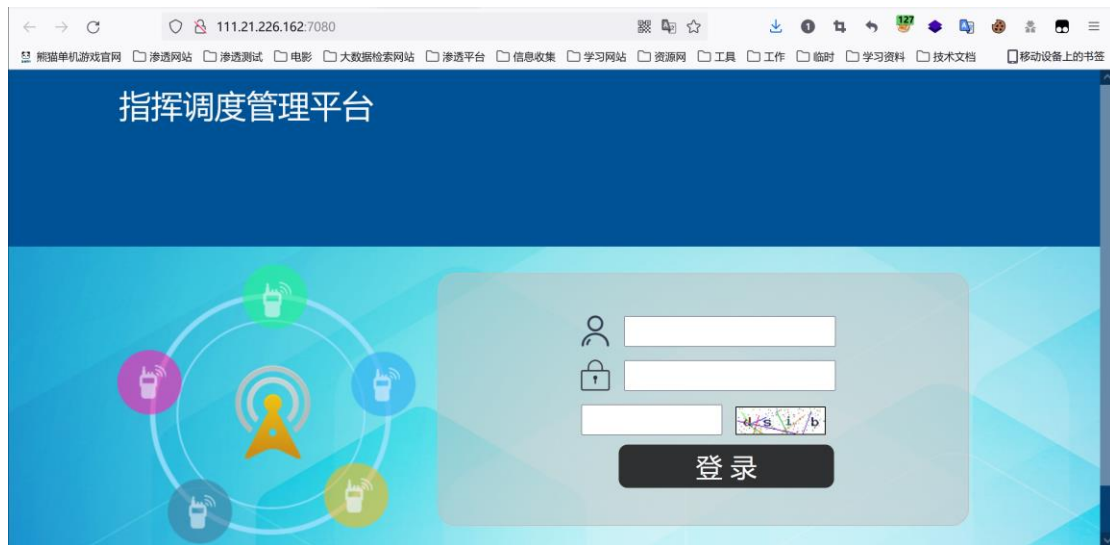 111.21.226.162:7080
1
127
熊猫单机游戏官网 渗透网站 渗透测试 电影 大数据检索网站 渗透平台 信息收集 学习网站 资源网 工具 工作 临时 学习资料 技术文档 移动设备上的书签
指挥调度管理平台
d s i b
登 录